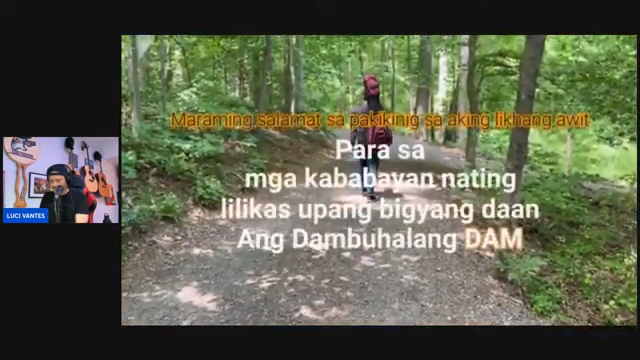 Maraming salamat sa pakikinig sa aking likhang awit
Para sa
mga kababayan nating
lilikas upang bigyang daan
Ang Dambuhalang DAM
LUCI VANTES